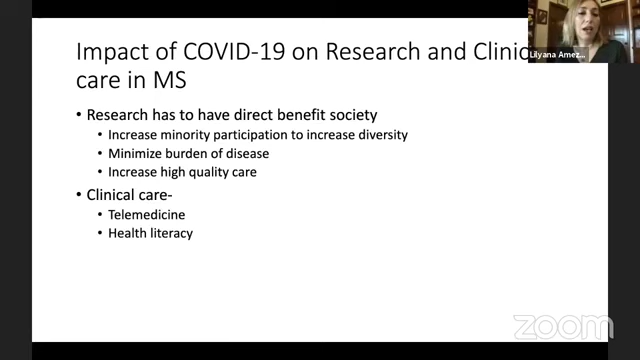 Impact of COVID-19 on Research and Clinic
care in MS
• Research has to have direct benefit society
• Increase minority participation to increase diversity
• Minimize burden of disease
• Increase high quality care
• Clinical care-
• Telemedicine
• Health literacy
Lilyana Amez...
zoom